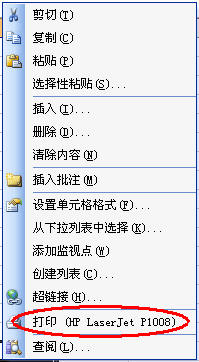 剪切(T)
复制(C)
粘贴(P)
选择性粘贴(S)...
插入(I)...
删除(D)...
清除内容(N)
插入批注(M)
设置单元格格式(F)...
从下拉列表中选择(K)...
添加监视点(W)
创建列表(C)...
超链接(H)...
打印 (HP LaserJet P1008)
查阅(L)...